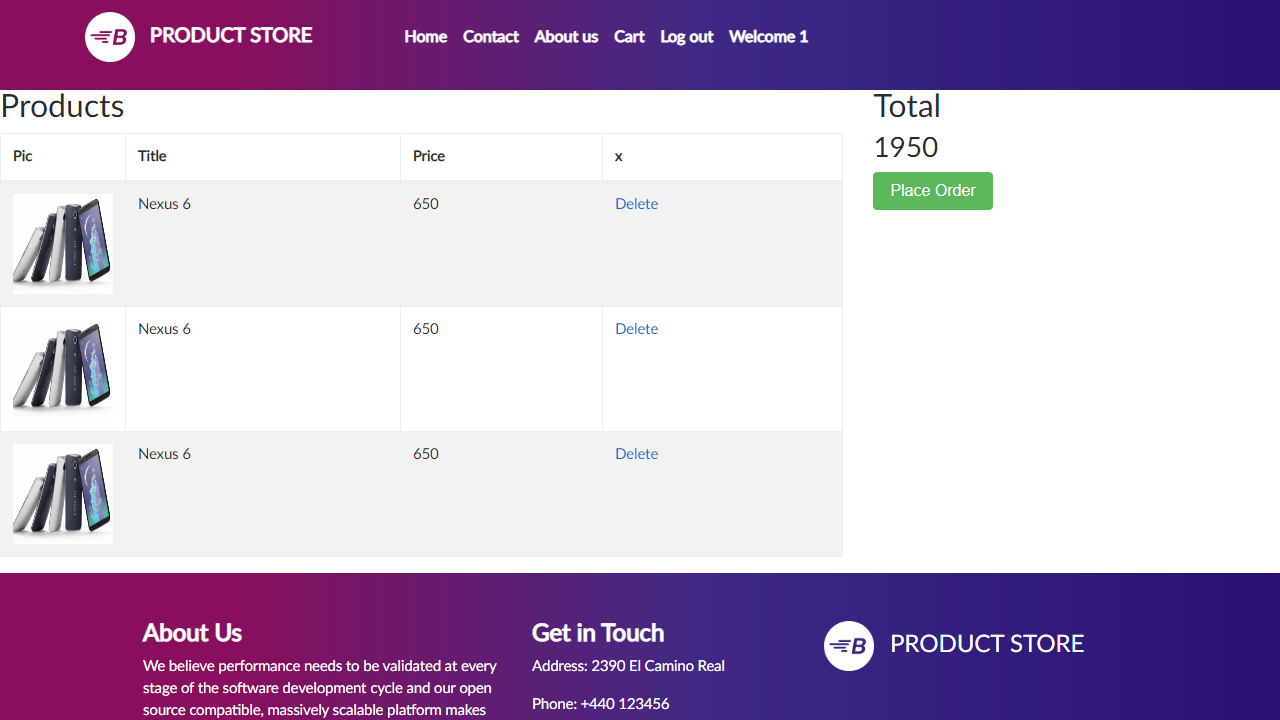 B PRODUCT STORE
Home Contact About us Cart Log out Welcome 1
Products
Total
1950
Place Order
Pic Title Price x
Nexus 6 650 Delete
Nexus 6 650 Delete
Nexus 6 650 Delete
About Us
We believe performance needs to be validated at every
stage of the software development cycle and our open
source compatible, massively scalable platform makes
Get in Touch
Address: 2390 El Camino Real
Phone: +440 123456
B PRODUCT STORE